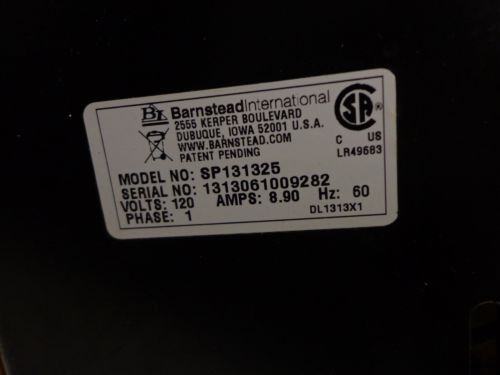 BI BarnsteadInternational
2555 KERPER BOULEVARD
DUBUQUE, IOWA 52001 U.S.A.
WWW.BARNSTEAD.COM
PATENT PENDING
SA ®
C US
LR49683
MODEL NO: SP131325
SERIAL NO: 1313061009282
VOLTS: 120 AMPS: 8.90 Hz: 60
PHASE: 1
DL1313X1